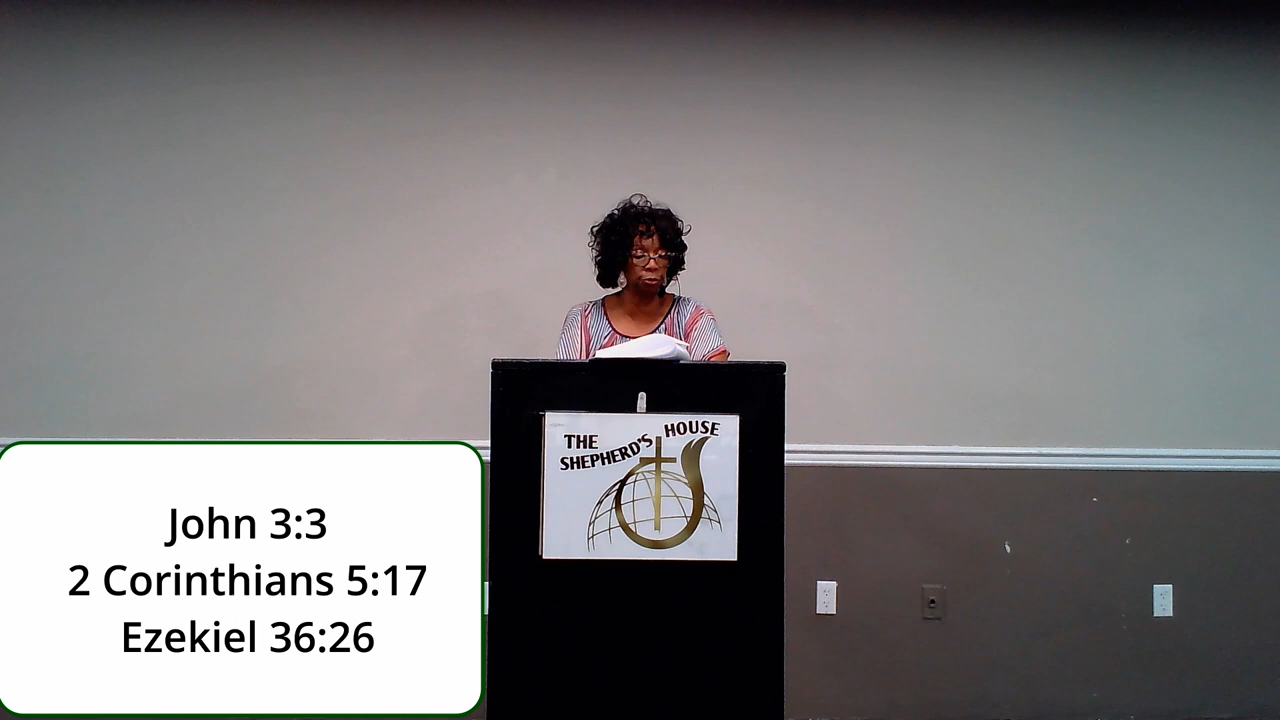 THE
HOUSE
SHEPHERD'S
John 3:3
2 Corinthians 5:17
Ezekiel 36:26